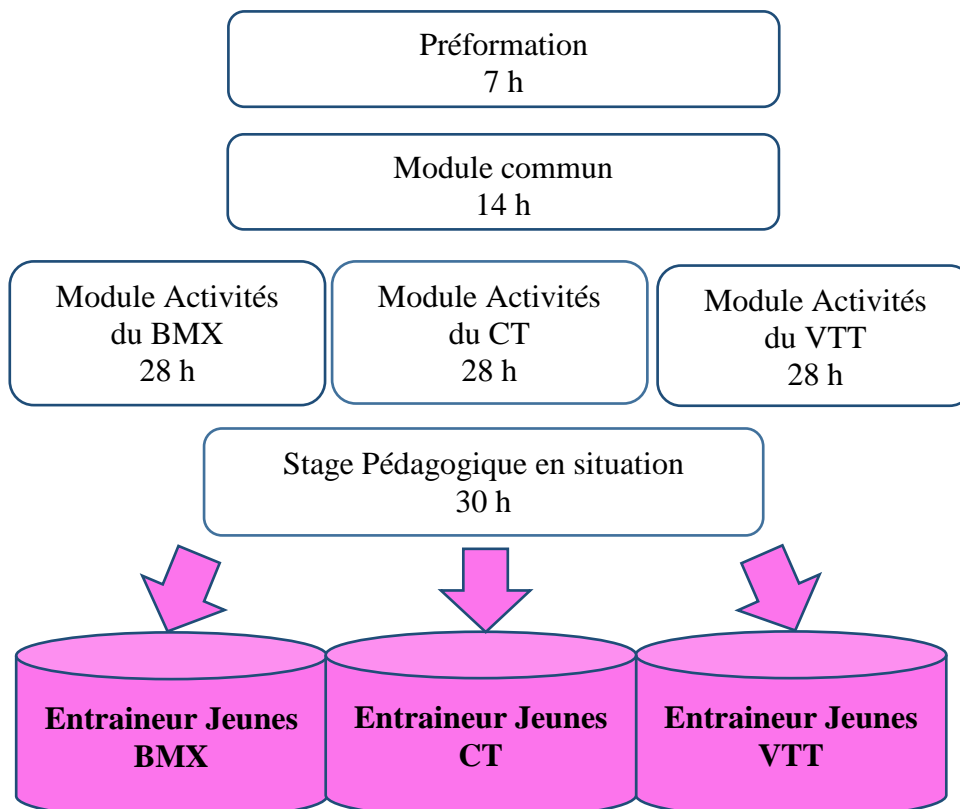 Préformation
7 h
Module commun
14 h
Module Activités
du BMX
28 h
Module Activités
du CT
28 h
Module Activités
du VTT
28 h
Stage Pédagogique en situation
30 h
Entraineur Jeunes
BMX
Entraineur Jeunes
CT
Entraineur Jeunes
VTT